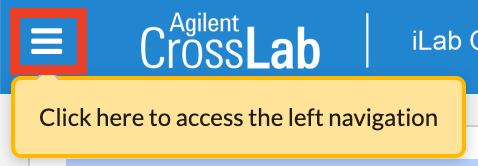 Agilent
CrossLab
iLab
Click here to access the left navigation